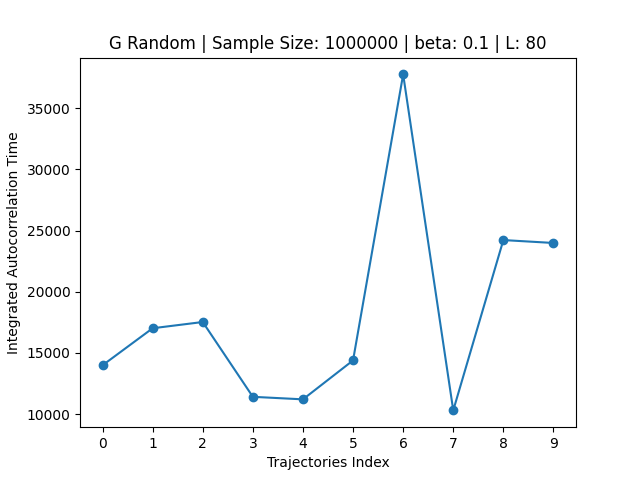 G Random | Sample Size: 1000000 | beta: 0.1 | L: 80
Integrated Autocorrelation Time
35000
30000
25000
20000
15000
10000
0 1 2 3 4 5 6 7 8 9
Trajectories Index